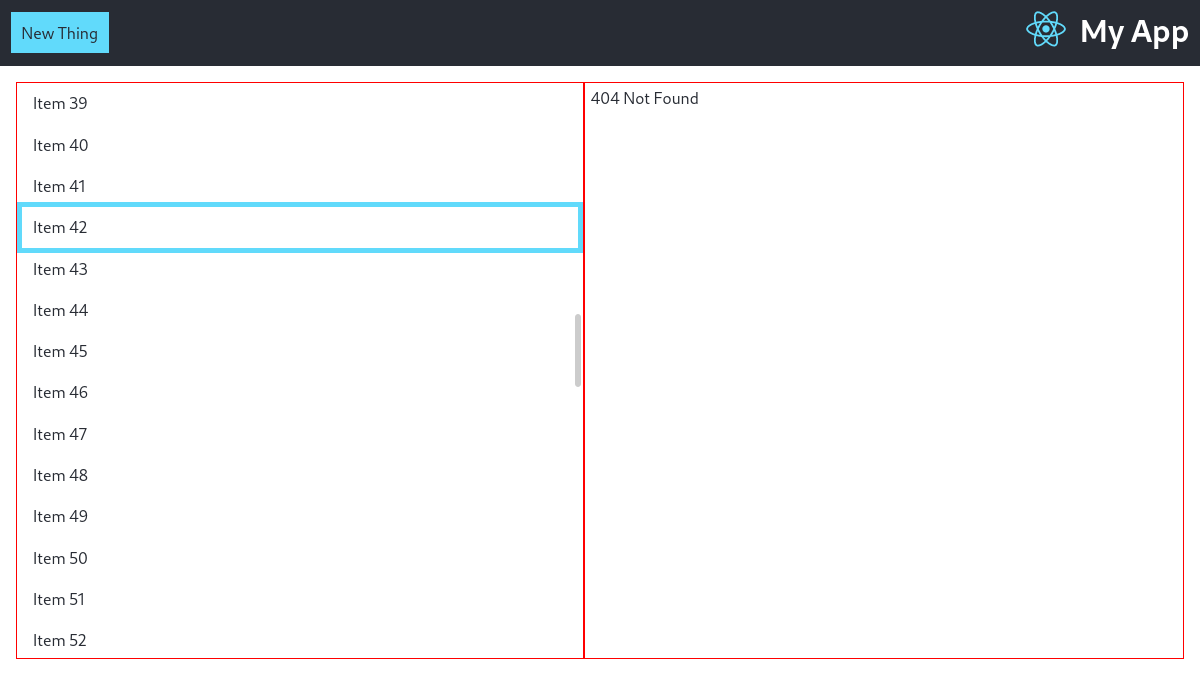 New Thing
My App
Item 39
Item 40
Item 41
Item 42
Item 43
Item 44
Item 45
Item 46
Item 47
Item 48
Item 49
Item 50
Item 51
Item 52
404 Not Found